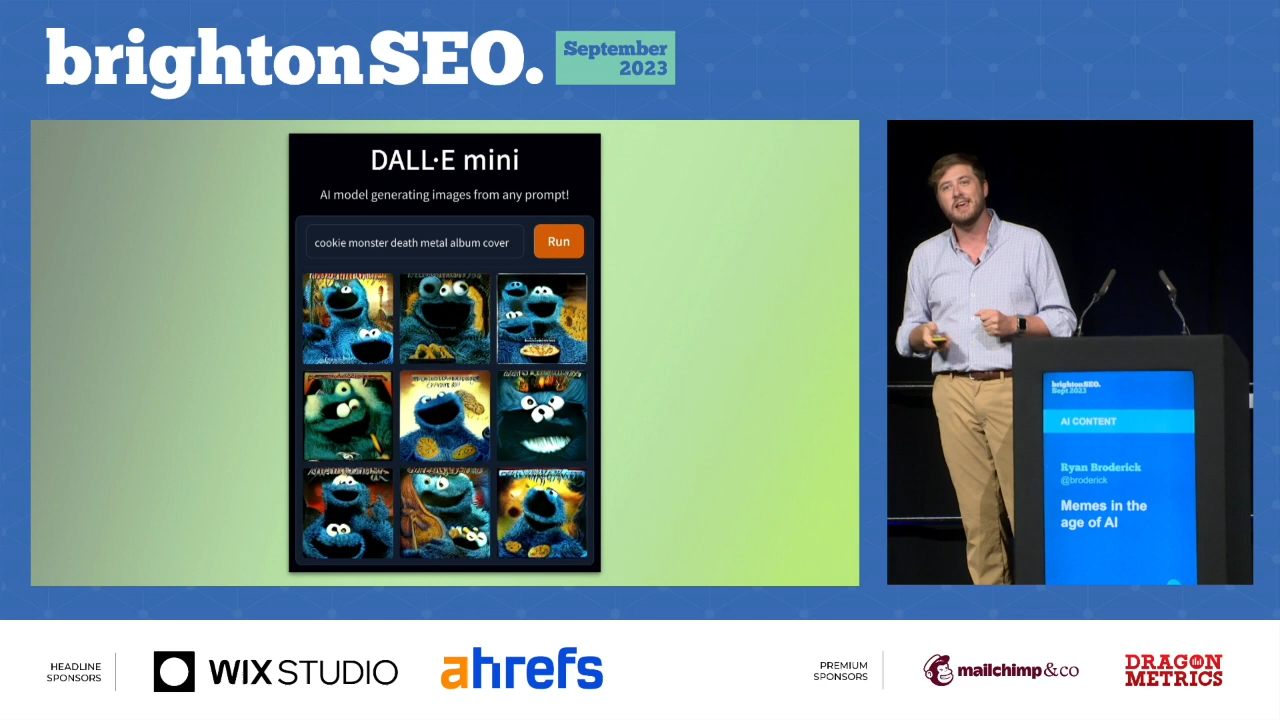 brightonSEO.
September
2023
DALL·E mini
AI model generating images from any prompt!
cookie monster death metal album cover
Run
brightonSEO.
Sept 2023
AI CONTENT
Ryan Broderick
@broderick
Memes in the
age of AI
HEADLINE
SPONSORS
WIX STUDIO
ahrefs
PREMIUM
SPONSORS
mailchimp&co
DRAGON
METRICS